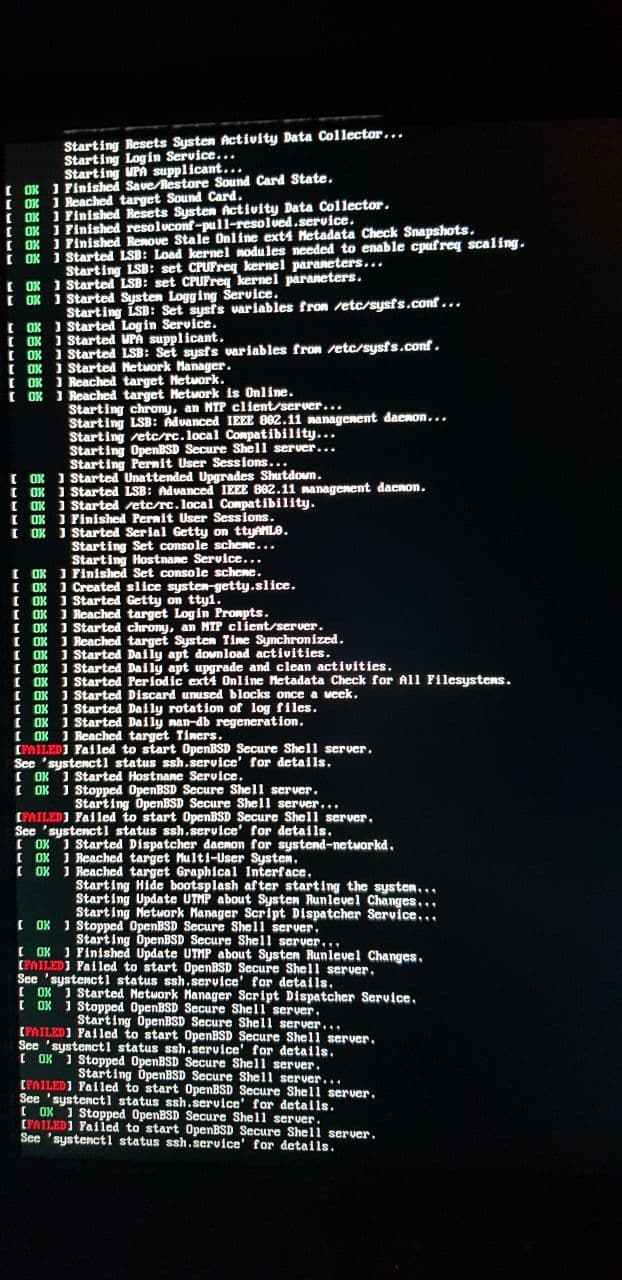 Starting Resets System Activity Data Collector...
Starting Login Service...
Starting WPA supplicant...
[ OK ] Finished Save/Restore Sound Card State.
[ OK ] Reached target Sound Card.
[ OK ] Finished Resets System Activity Data Collector.
[ OK ] Finished resolvconf-pull-resolved.service.
[ OK ] Finished Remove Stale Online ext4 Metadata Check Snapshots.
[ OK ] Started LSB: Load kernel modules needed to enable cpufreq scaling.
Starting LSB: set CPUFreq kernel parameters...
[ OK ] Started LSB: set CPUFreq kernel parameters.
[ OK ] Started System Logging Service.
Starting LSB: Set sysfs variables from /etc/sysfs.conf...
[ OK ] Started Login Service.
[ OK ] Started WPA supplicant.
[ OK ] Started LSB: Set sysfs variables from /etc/sysfs.conf.
[ OK ] Started Network Manager.
[ OK ] Reached target Network.
[ OK ] Reached target Network is Online.
Starting chrony, an NTP client/server...
Starting LSB: Advanced IEEE 802.11 management daemon...
Starting /etc/rc.local Compatibility...
Starting OpenBSD Secure Shell server...
Starting Permit User Sessions...
[ OK ] Started Unattended Upgrades Shutdown.
[ OK ] Started LSB: Advanced IEEE 802.11 management daemon.
[ OK ] Started /etc/rc.local Compatibility.
[ OK ] Finished Permit User Sessions.
[ OK ] Started Serial Getty on ttyAML0.
Starting Set console scheme...
Starting Hostname Service...
[ OK ] Finished Set console scheme.
[ OK ] Created slice system-getty.slice.
[ OK ] Started Getty on tty1.
[ OK ] Reached target Login Prompts.
[ OK ] Started chrony, an NTP client/server.
[ OK ] Reached target System Time Synchronized.
[ OK ] Started Daily apt download activities.
[ OK ] Started Daily apt upgrade and clean activities.
[ OK ] Started Periodic ext4 Online Metadata Check for All Filesystems.
[ OK ] Started Discard unused blocks once a week.
[ OK ] Started Daily rotation of log files.
[ OK ] Started Daily man-db regeneration.
[ OK ] Reached target Timers.
[FAILED] Failed to start OpenBSD Secure Shell server.
See 'systemctl status ssh.service' for details.
[ OK ] Started Hostname Service.
[ OK ] Stopped OpenBSD Secure Shell server.
Starting OpenBSD Secure Shell server...
[FAILED] Failed to start OpenBSD Secure Shell server.
See 'systemctl status ssh.service' for details.
[ OK ] Started Dispatcher daemon for systemd-networkd.
[ OK ] Reached target Multi-User System.
[ OK ] Reached target Graphical Interface.
Starting Hide bootsplash after starting the system...
Starting Update UTMP about System Runlevel Changes...
Starting Network Manager Script Dispatcher Service...
[ OK ] Stopped OpenBSD Secure Shell server.
Starting OpenBSD Secure Shell server...
[ OK ] Finished Update UTMP about System Runlevel Changes.
[FAILED] Failed to start OpenBSD Secure Shell server.
See 'systemctl status ssh.service' for details.
[ OK ] Started Network Manager Script Dispatcher Service.
[ OK ] Stopped OpenBSD Secure Shell server.
Starting OpenBSD Secure Shell server...
[FAILED] Failed to start OpenBSD Secure Shell server.
See 'systemctl status ssh.service' for details.
[ OK ] Stopped OpenBSD Secure Shell server.
Starting OpenBSD Secure Shell server...
[FAILED] Failed to start OpenBSD Secure Shell server.
See 'systemctl status ssh.service' for details.
[ OK ] Stopped OpenBSD Secure Shell server.
[FAILED] Failed to start OpenBSD Secure Shell server.
See 'systemctl status ssh.service' for details.